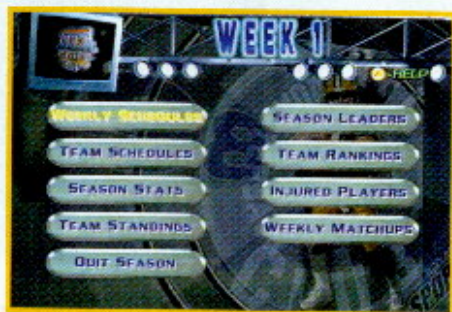 WEEK 1
A-HELP
WEEKLY SCHEDULES
TEAM SCHEDULES
SEASON STATS
TEAM STANDINGS
QUIT SEASON
SEASON LEADERS
TEAM RANKINGS
INJURED PLAYERS
WEEKLY MATCHUPS
SPOR